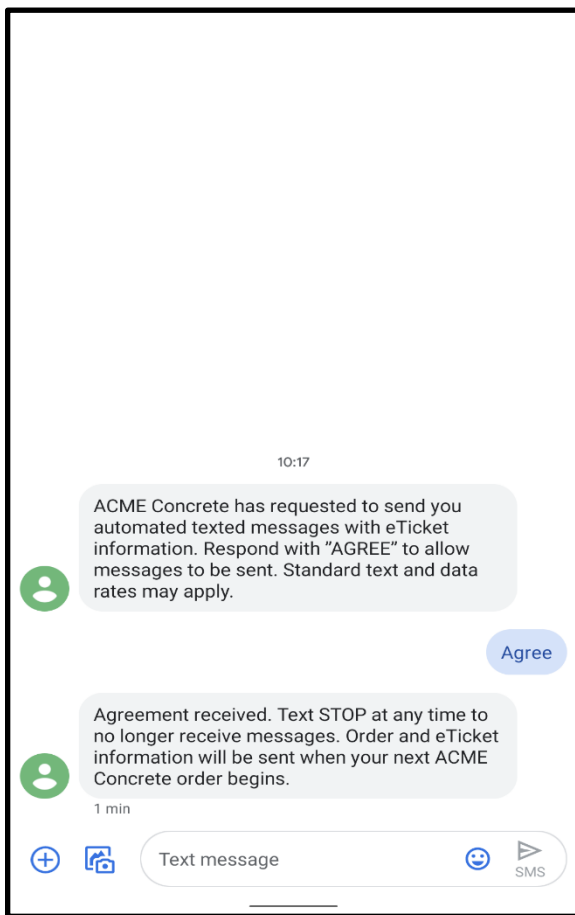 10:17
ACME Concrete has requested to send you
automated texted messages with eTicket
information. Respond with ”AGREE” to allow
messages to be sent. Standard text and data
rates may apply.
Agree
Agreement received. Text STOP at any time to
no longer receive messages. Order and eTicket
information will be sent when your next ACME
Concrete order begins.
1 min
Text message
SMS